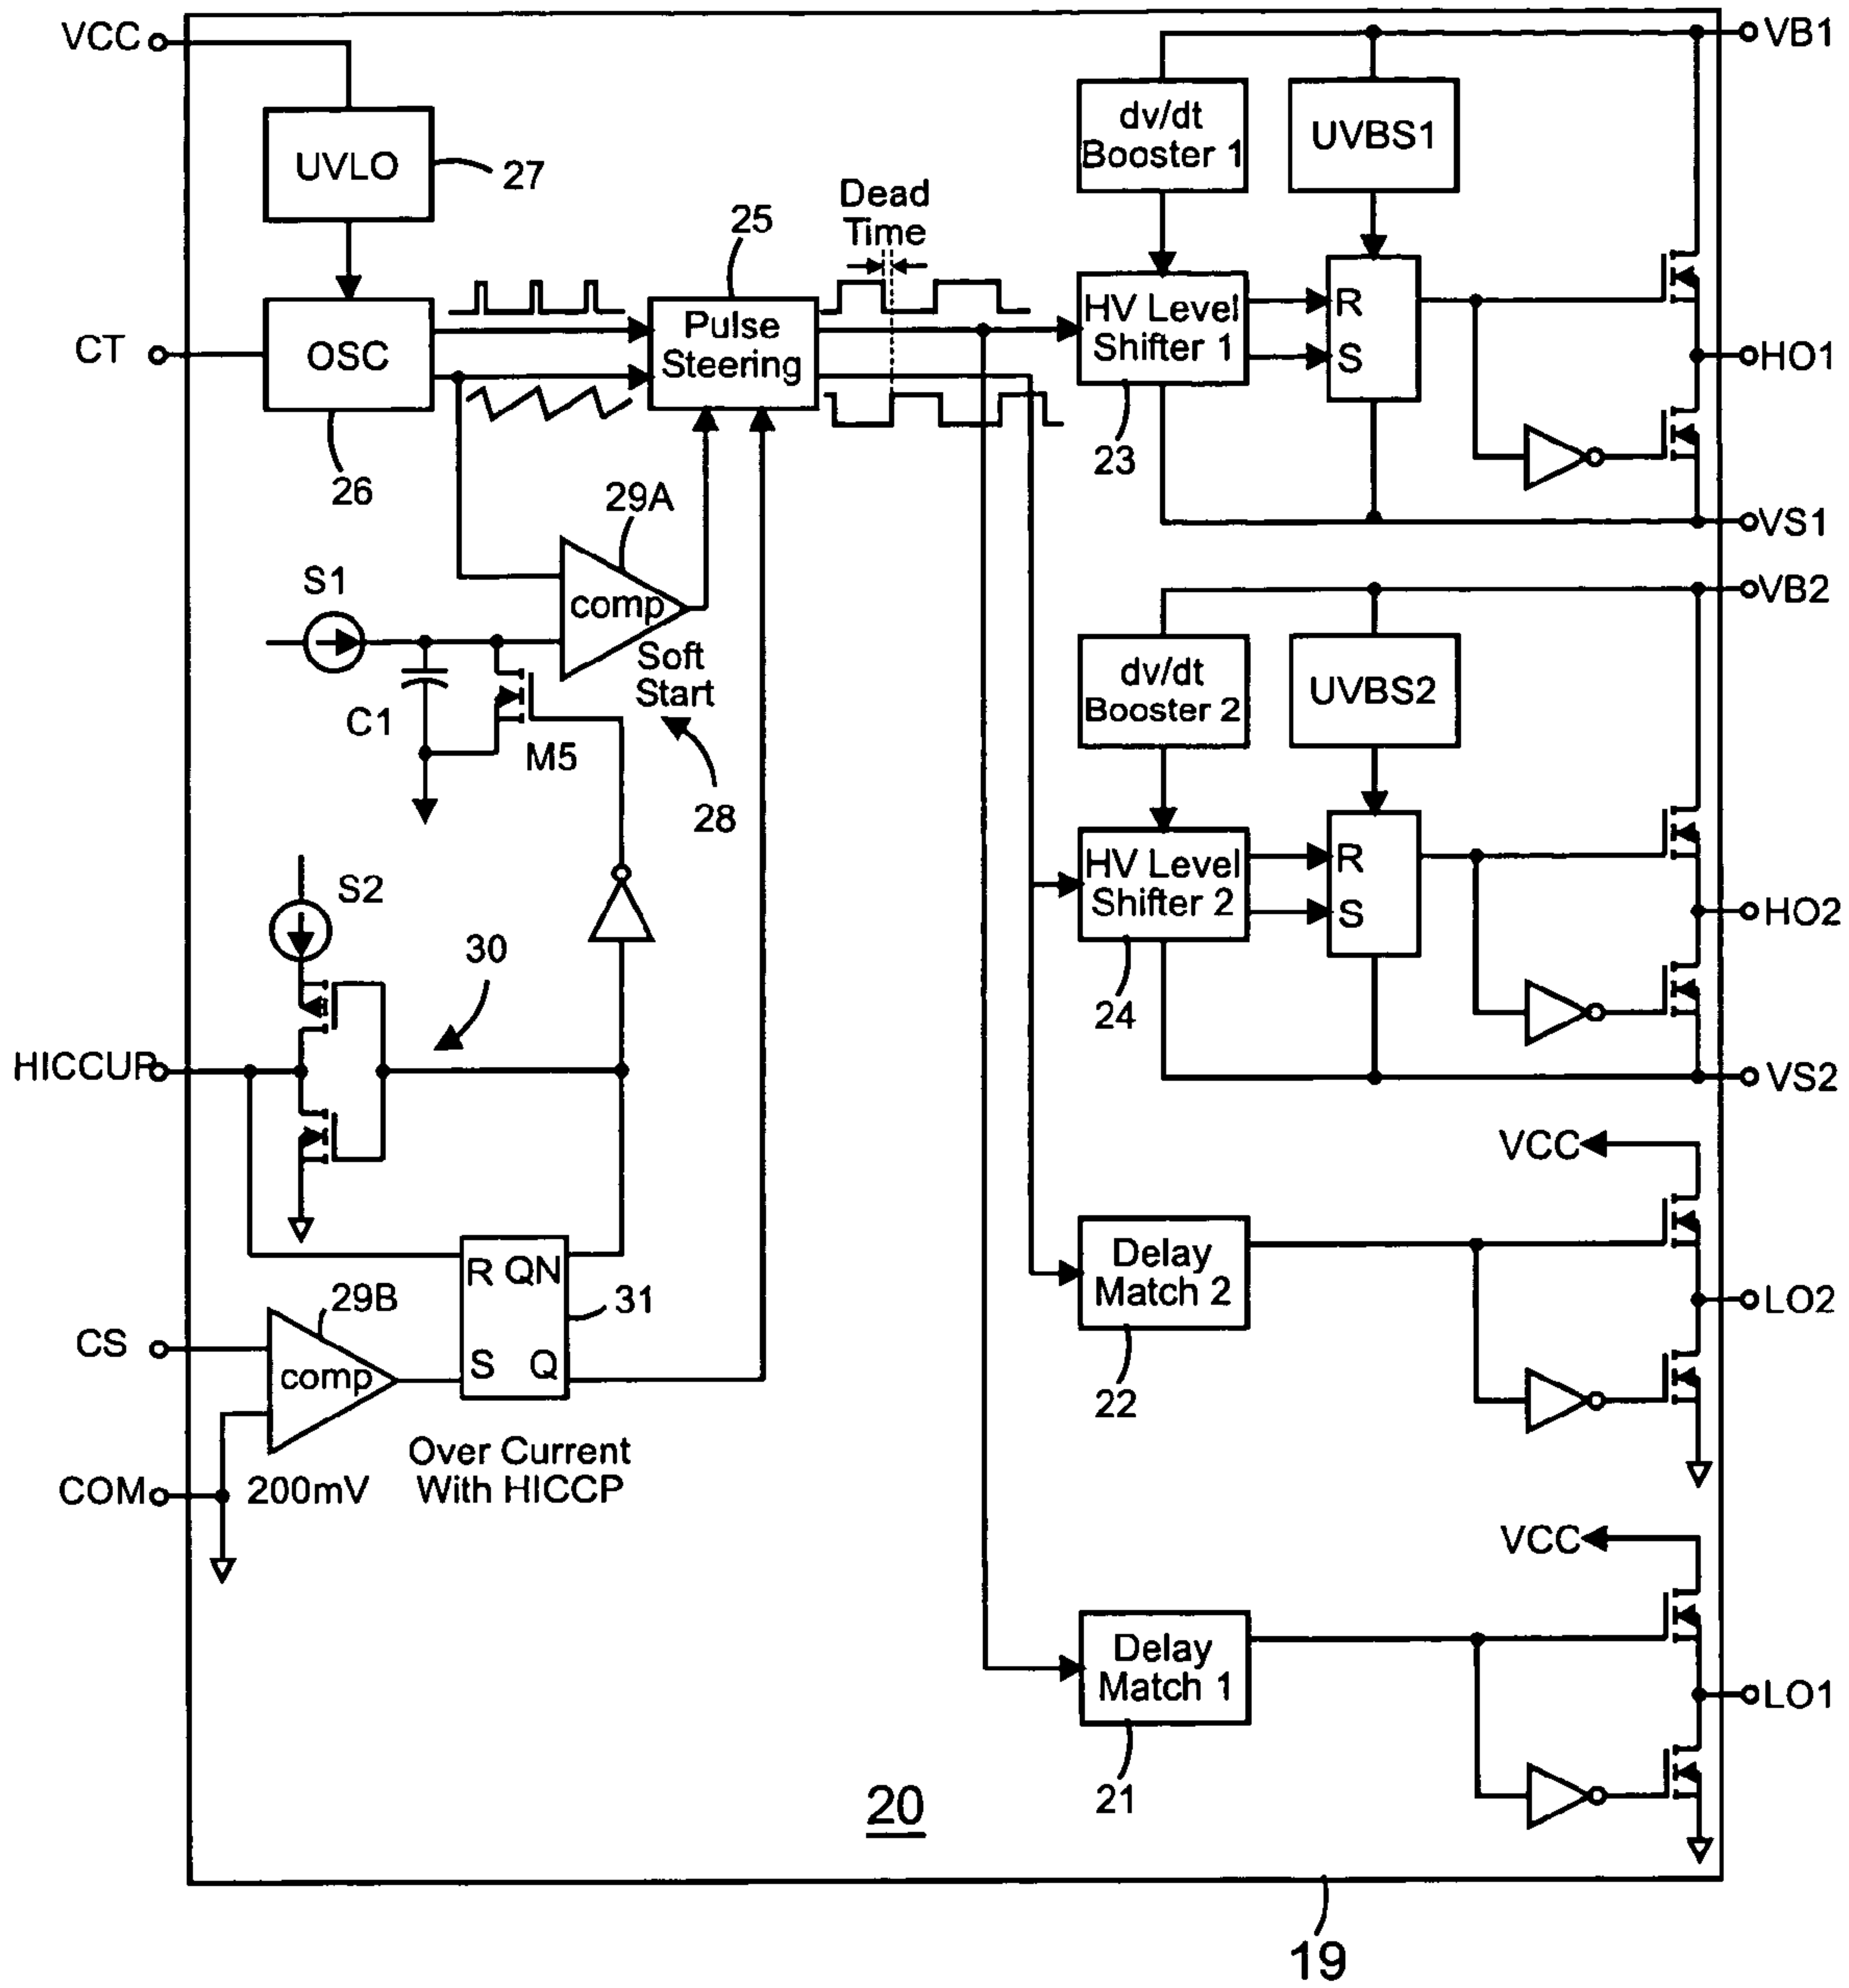 VCC
VB1
dv/dt
Booster 1
UVBS1
UVLO
27
Dead
Time
25
CT
OSC
Pulse
Steering
HV Level
Shifter 1
R
S
HO1
26
23
29A
VS1
S1
comp
VB2
Soft
Start
C1
M5
28
dv/dt
Booster 2
UVBS2
S2
HV Level
Shifter 2
R
S
HO2
30
24
HICCUP
VS2
VCC
R QN
S Q
31
29B
Delay
Match 2
LO2
CS
comp
22
Over Current
With HICCP
COM
200mV
VCC
Delay
Match 1
LO1
21
20
19